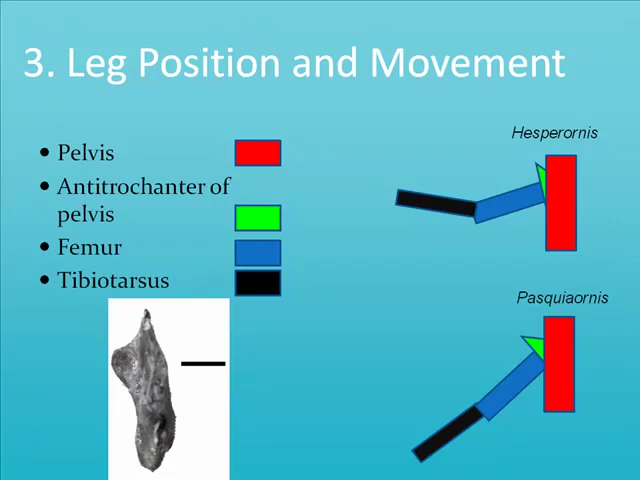 3. Leg Position and Movement
• Pelvis
• Antitrochanter of
pelvis
• Femur
• Tibiotarsus
Hesperornis
Pasquiaornis